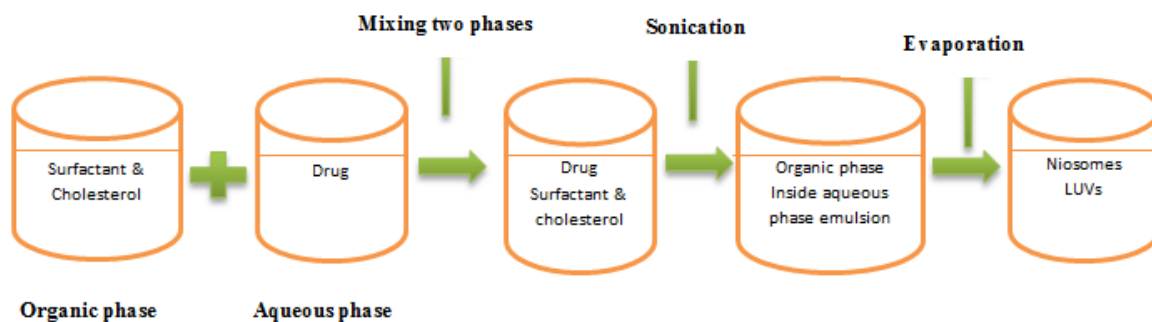 Mixing two phases
Sonication
Evaporation
Surfactant &
Cholesterol
Drug
Drug
Surfactant &
cholesterol
Organic phase
Inside aqueous
phase emulsion
Niosomes
LUVs
Organic phase
Aqueous phase